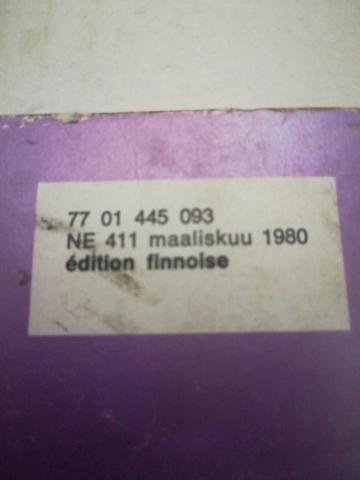 77 01 445 093
NE 411 maaliskuu 1980
édition finnoise